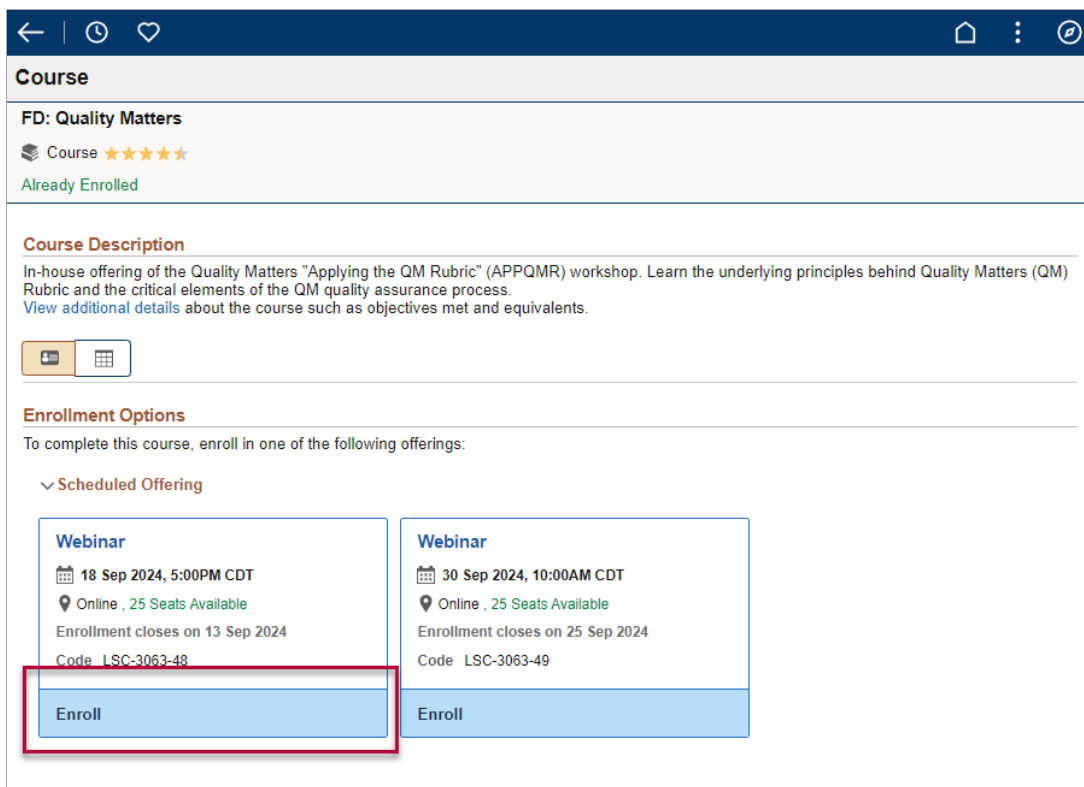 Course
FD: Quality Matters
Course
Already Enrolled
Course Description
In-house offering of the Quality Matters "Applying the QM Rubric" (APPQMR) workshop. Learn the underlying principles behind Quality Matters (QM)
Rubric and the critical elements of the QM quality assurance process.
View additional details about the course such as objectives met and equivalents.
Enrollment Options
To complete this course, enroll in one of the following offerings:
Scheduled Offering
Webinar
18 Sep 2024, 5:00PM CDT
Online , 25 Seats Available
Enrollment closes on 13 Sep 2024
Code LSC-3063-48
Enroll
Webinar
30 Sep 2024, 10:00AM CDT
Online , 25 Seats Available
Enrollment closes on 25 Sep 2024
Code LSC-3063-49
Enroll